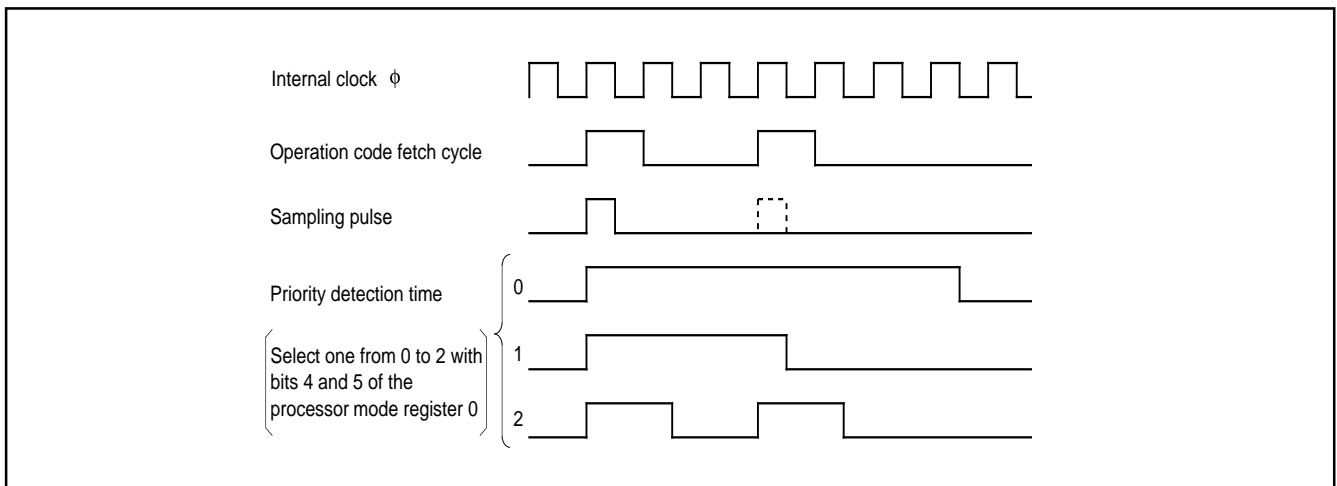 Internal clock ϕ
Operation code fetch cycle
Sampling pulse
Priority detection time
0
Select one from 0 to 2 with
bits 4 and 5 of the
processor mode register 0
1
2